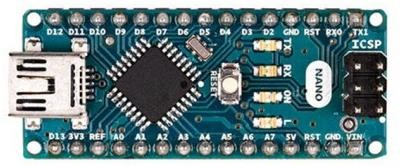 D12 D11 D10 D9 D8 D7 D6 D5 D4 D3 D2 GND RST RX0 TX1
TX
RX
ON
L
RESET
NANO
ICSP
D13 3V3 REF A0 A1 A2 A3 A4 A5 A6 A7 5V RST GND VIN